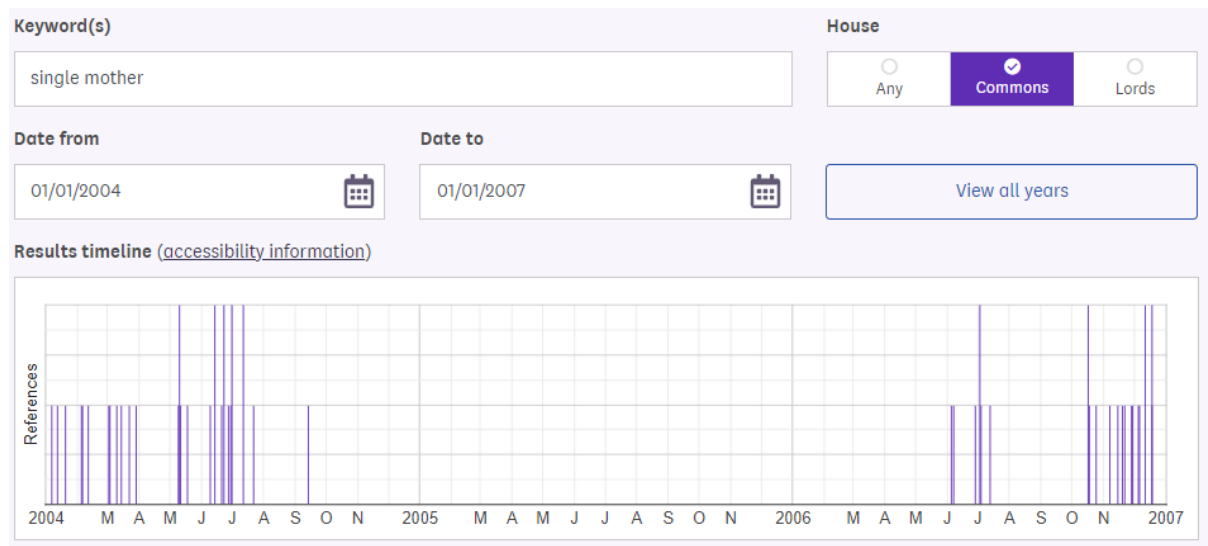 Keyword(s)
House
single mother
Any
Commons
Lords
Date from
Date to
01/01/2004
01/01/2007
View all years
Results timeline (accessibility information)
References
2004 M A M J J A S O N 2005 M A M J J A S O N 2006 M A M J J A S O N 2007